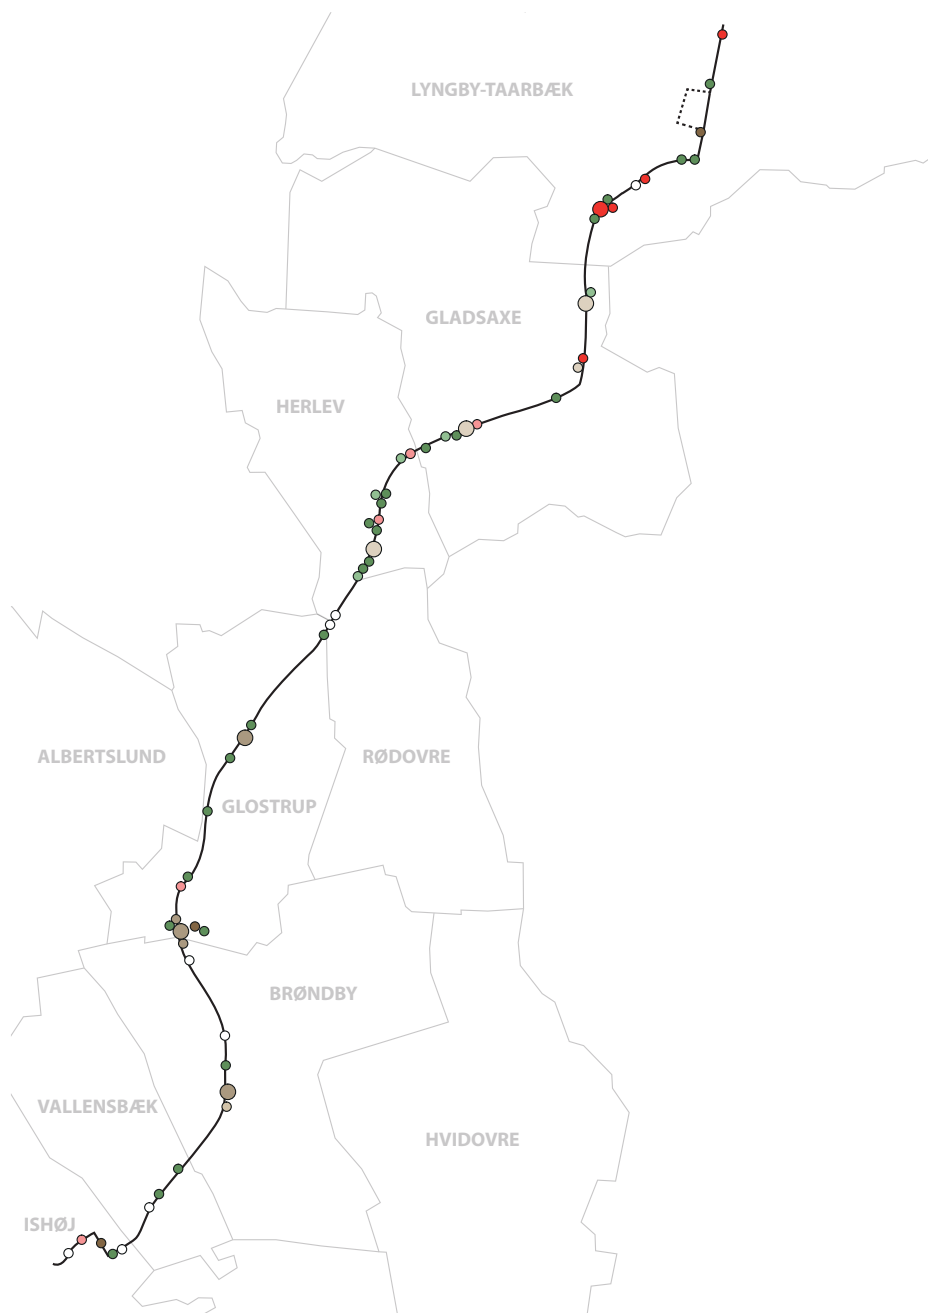 LYNGBY-TAARBÆK
GLADSAXE
HERLEV
ALBERTSLUND
RØDOVRE
GLOSTRUP
BRØNDBY
VALLENSBÆK
HVIDOVRE
ISHØJ